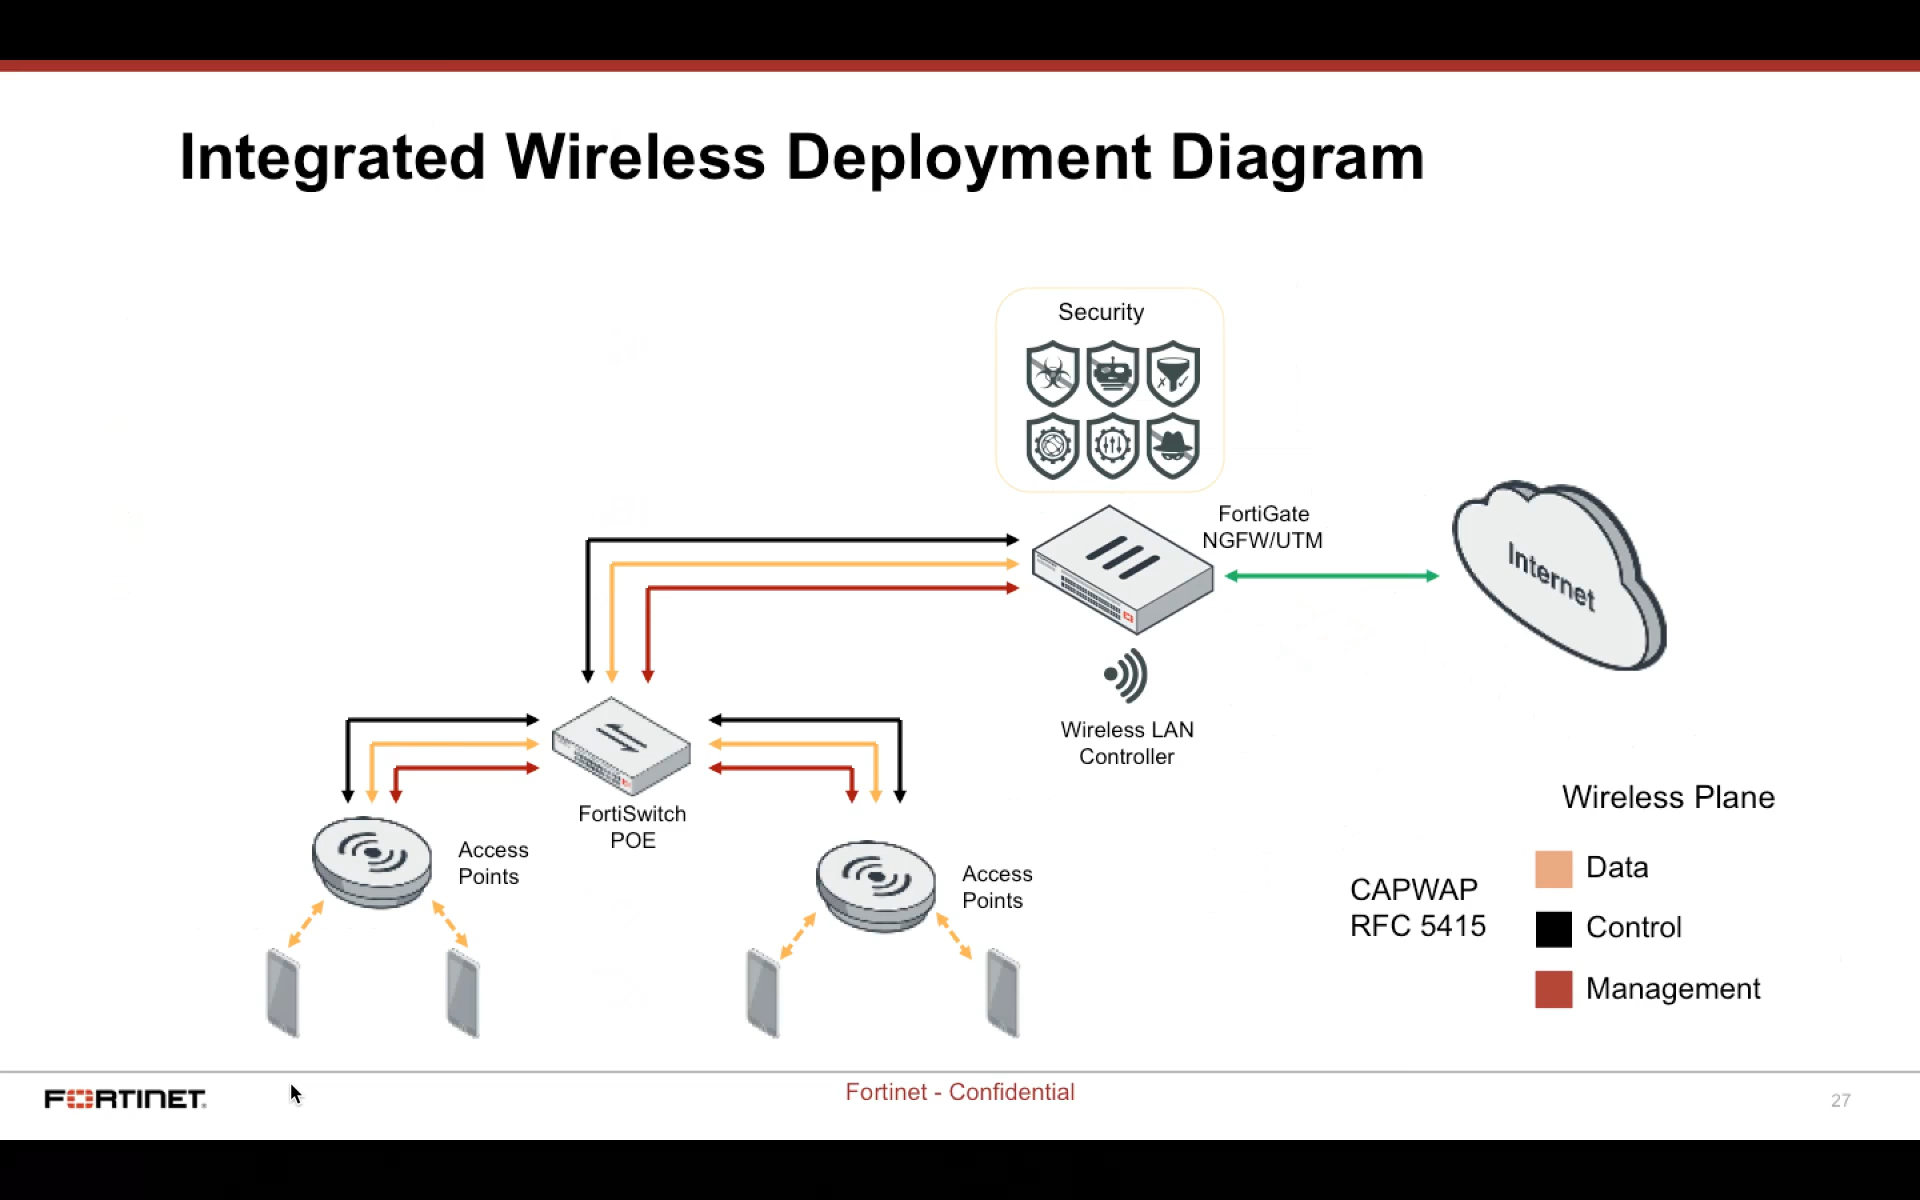 Integrated Wireless Deployment Diagram
Security
FortiGate
NGFW/UTM
Internet
Wireless LAN
Controller
FortiSwitch
POE
Access
Points
Access
Points
Wireless Plane
CAPWAP
RFC 5415
Data
Control
Management
FORTINET
Fortinet - Confidential
27